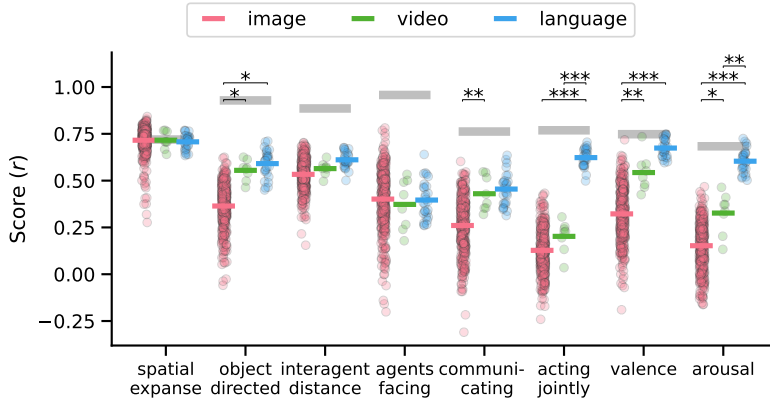 image video language
Score (r)
1.00
0.75
0.50
0.25
0.00
−0.25
* * ** *** *** *** ** ** *** *
spatial expanse
object directed
interagent distance
agents facing
communi- cating
acting jointly
valence
arousal